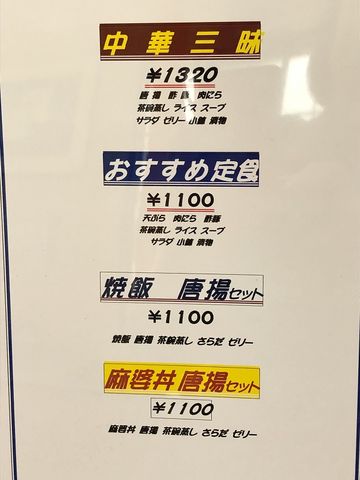 中華三昧
¥1320
唐揚 酢豚 肉にら
茶碗蒸し ライス スープ
サラダ ゼリー 小鉢 漬物
おすすめ定食
¥1100
天ぷら 肉にら 酢豚
茶碗蒸し ライス スープ
サラダ 小鉢 漬物
焼飯 唐揚セット
¥1100
焼飯 唐揚 茶碗蒸し さらだ ゼリー
麻婆丼 唐揚セット
¥1100
麻婆丼 唐揚 茶碗蒸し さらだ ゼリー